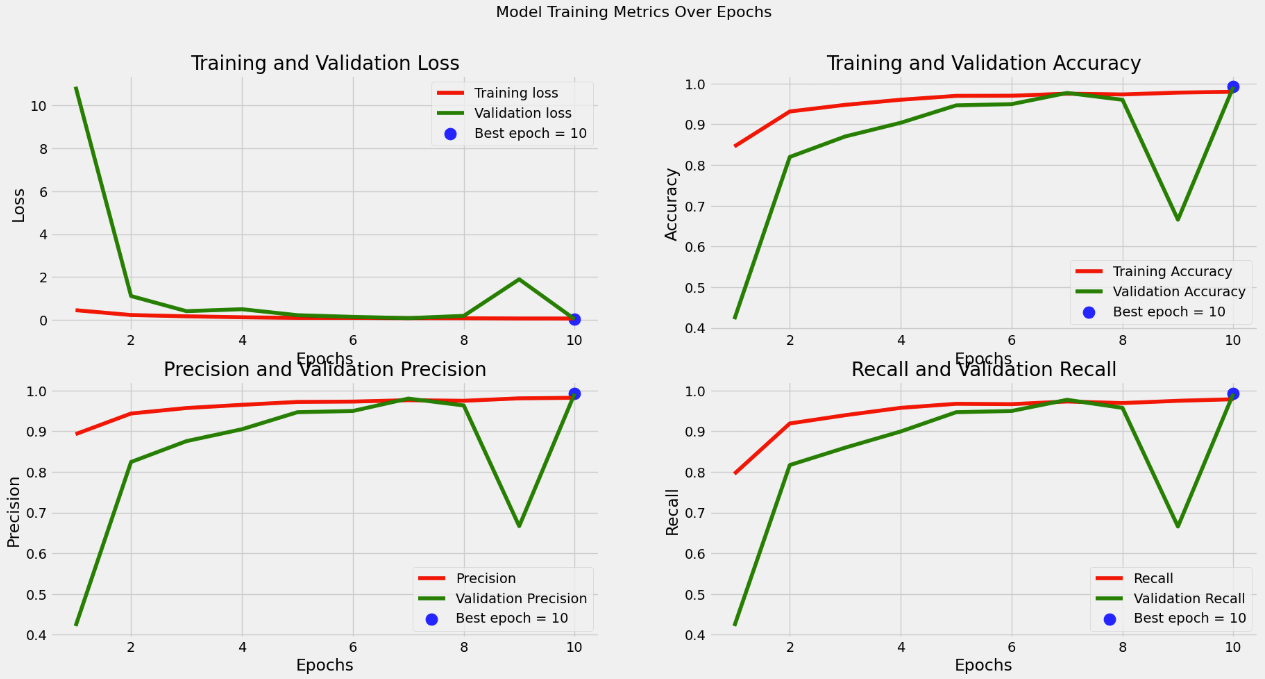 Model Training Metrics Over Epochs
Training and Validation Loss
Loss
10
8
6
4
2
0
Training loss
Validation loss
Best epoch = 10
2 4 6 8 10
Epochs
Training and Validation Accuracy
Accuracy
1.0
0.9
0.8
0.7
0.6
0.5
0.4
Training Accuracy
Validation Accuracy
Best epoch = 10
2 4 6 8 10
Epochs
Precision and Validation Precision
Precision
1.0
0.9
0.8
0.7
0.6
0.5
0.4
Precision
Validation Precision
Best epoch = 10
2 4 6 8 10
Epochs
Recall and Validation Recall
Recall
1.0
0.9
0.8
0.7
0.6
0.5
0.4
Recall
Validation Recall
Best epoch = 10
2 4 6 8 10
Epochs